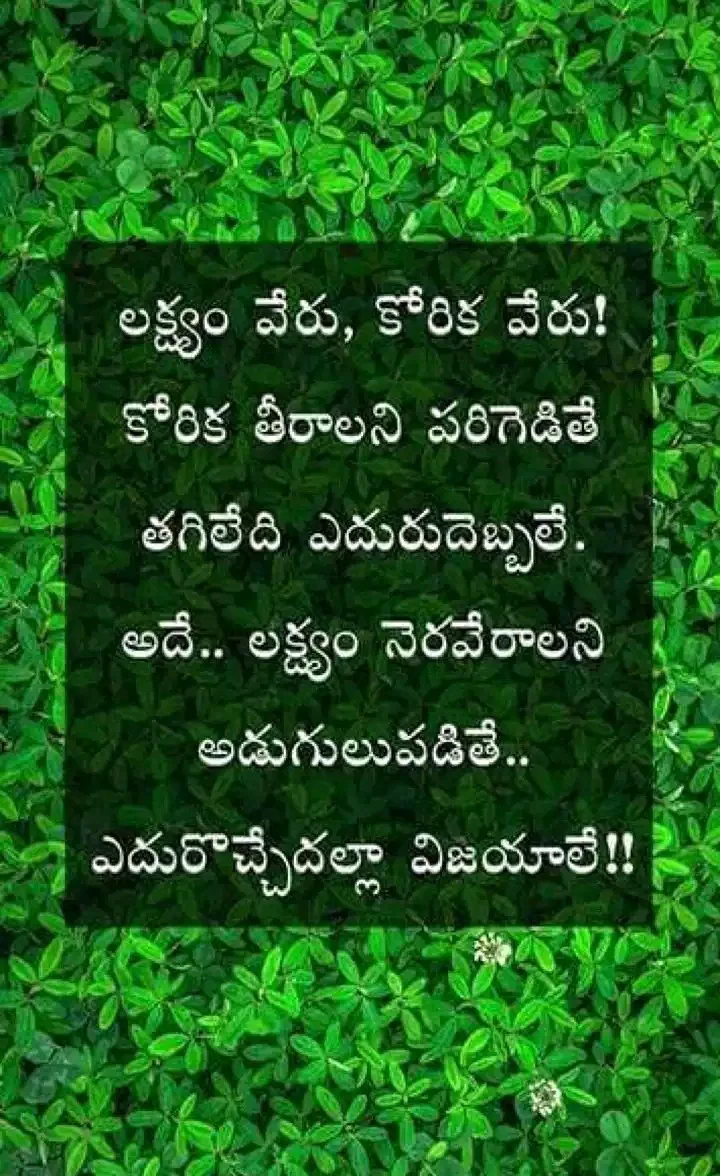 లక్ష్యం వేరు, కోరిక వేరు!
కోరిక తీరాలని పరిగెడితే
తగిలేది ఎదురుదెబ్బలే.
అదే.. లక్ష్యం నెరవేరాలని
అడుగులుపడితే..
ఎదురొచ్చేదల్లా విజయాలే!!